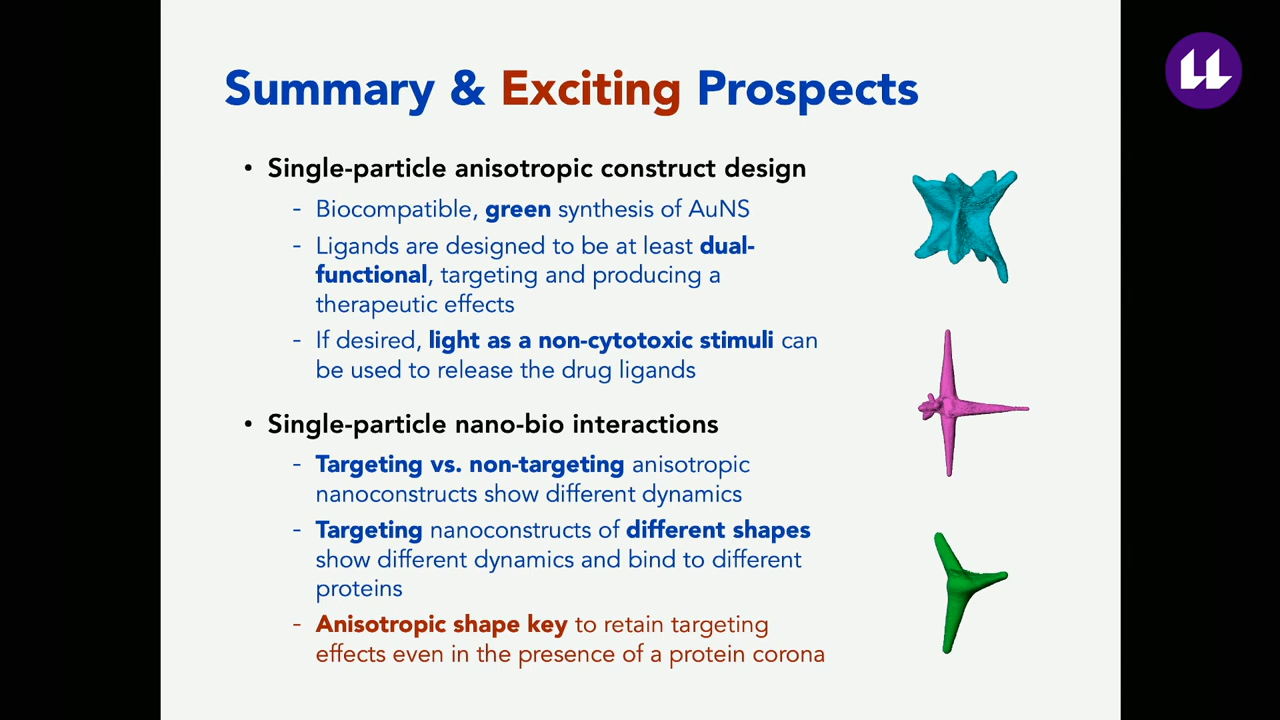 Summary & Exciting Prospects
• Single-particle anisotropic construct design
- Biocompatible, green synthesis of AuNS
- Ligands are designed to be at least dual-
functional, targeting and producing a
therapeutic effects
- If desired, light as a non-cytotoxic stimuli can
be used to release the drug ligands
• Single-particle nano-bio interactions
- Targeting vs. non-targeting anisotropic
nanoconstructs show different dynamics
- Targeting nanoconstructs of different shapes
show different dynamics and bind to different
proteins
- Anisotropic shape key to retain targeting
effects even in the presence of a protein corona